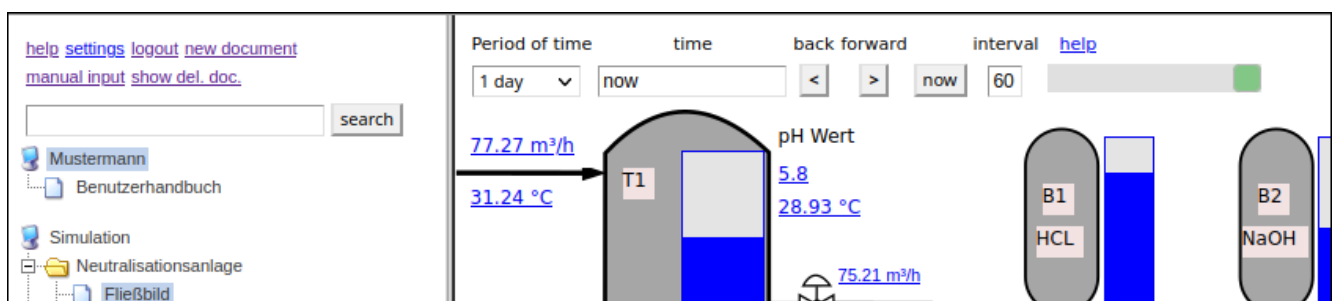 help settings logout new document
manual input show del. doc.
search
Mustermann
Benutzerhandbuch
Simulation
Neutralisationsanlage
Fließbild
Period of time time back forward interval help
1 day now < > now 60
77.27 m³/h
31.24 °C
T1
pH Wert
5.8
28.93 °C
75.21 m³/h
B1
HCL
B2
NaOH